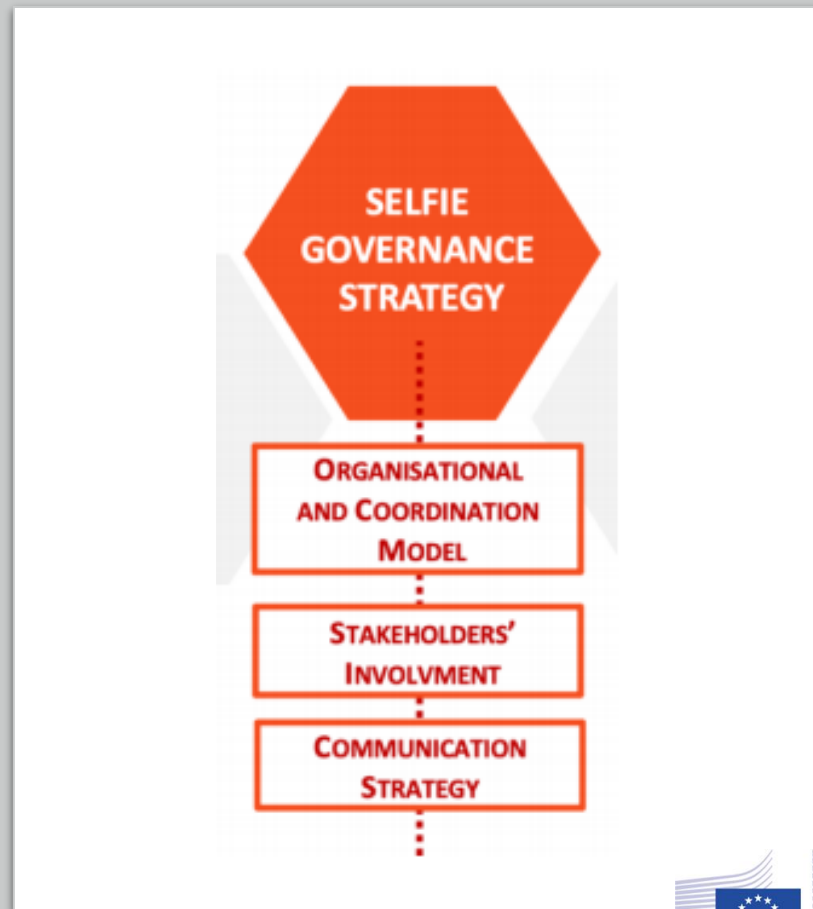 SELFIE
GOVERNANCE
STRATEGY
ORGANISATIONAL
AND COORDINATION
MODEL
STAKEHOLDERS'
INVOLVMENT
COMMUNICATION
STRATEGY